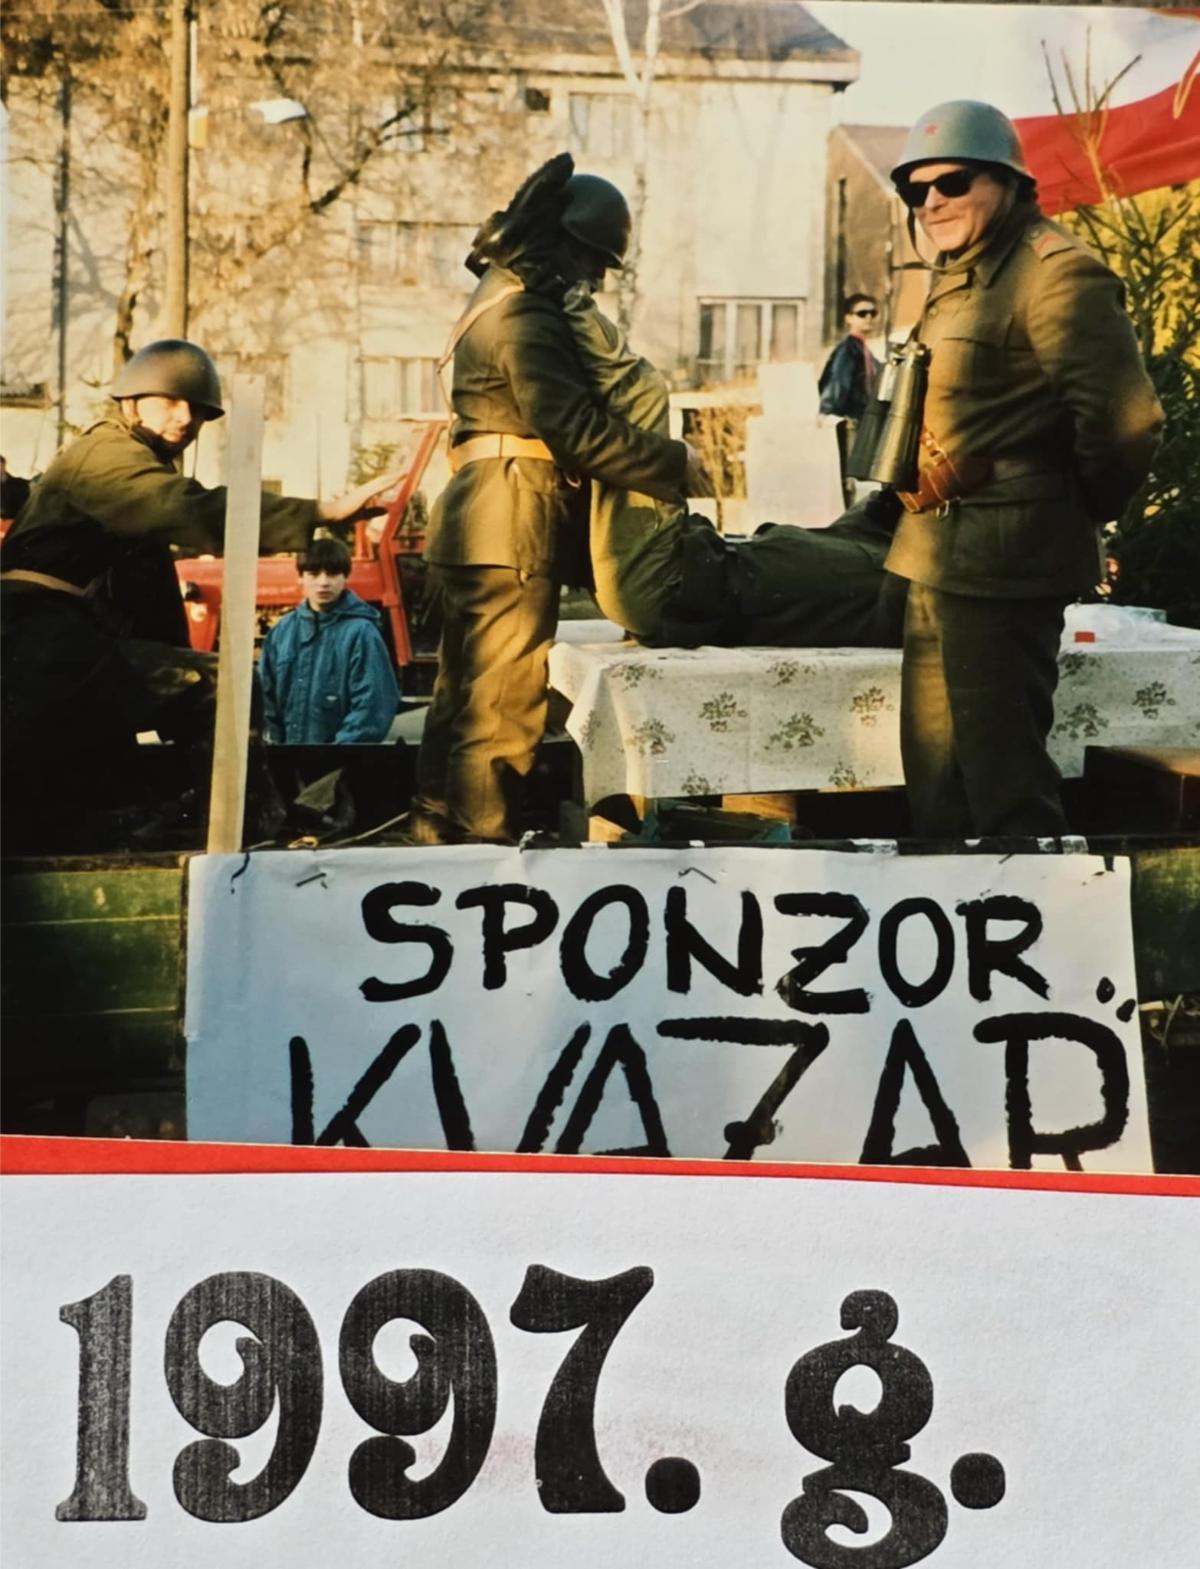 SPONZOR:
KVAZAR
1997. g.